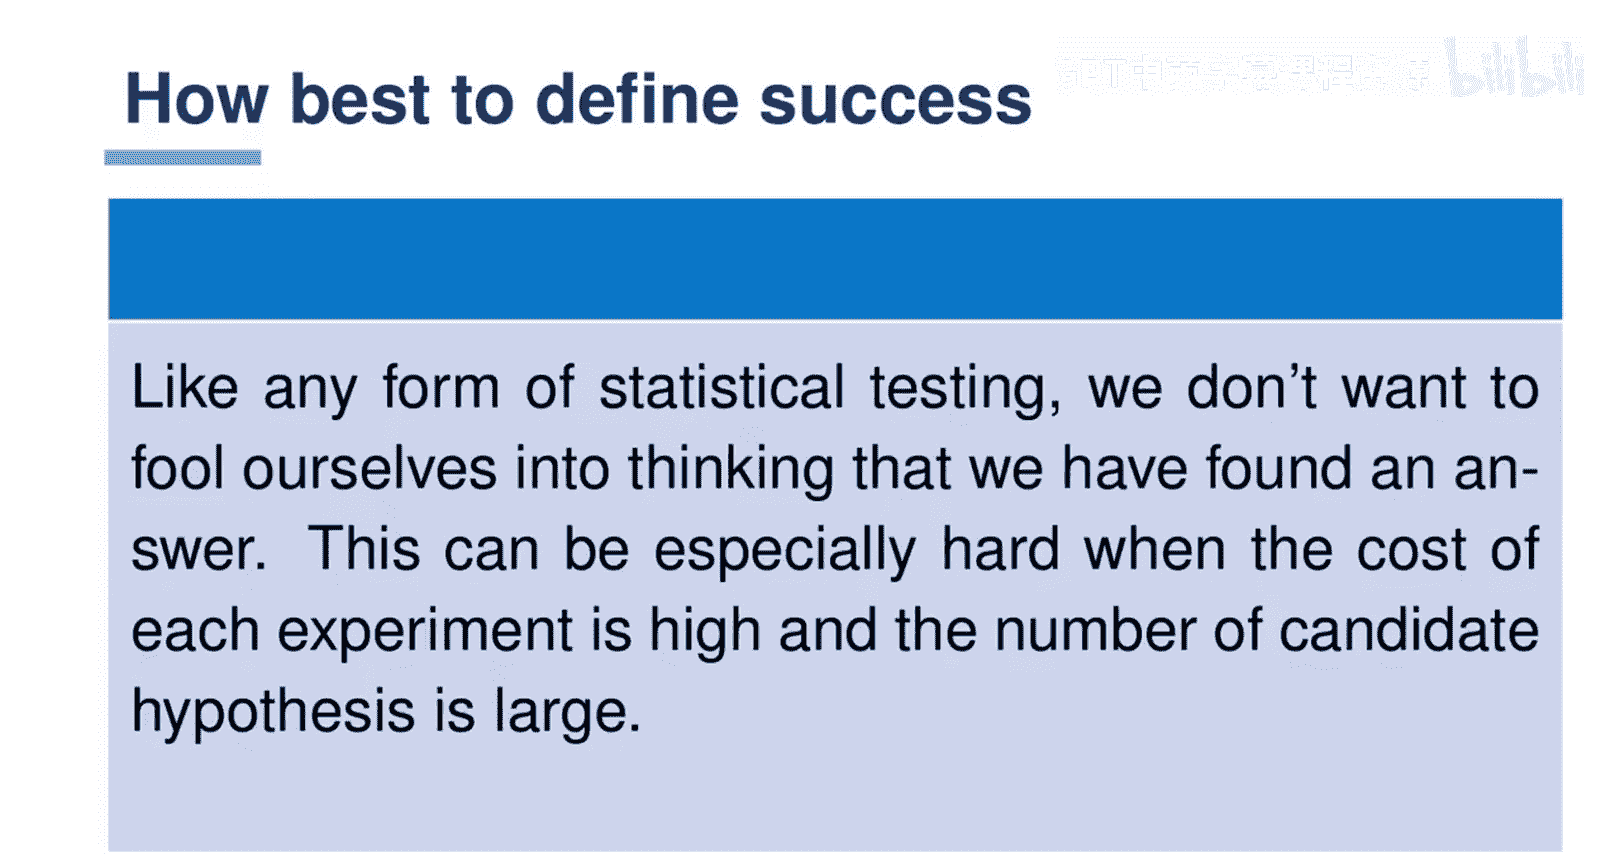 How best to define success
bilibili
Like any form of statistical testing, we don't want to
fool ourselves into thinking that we have found an an-
swer. This can be especially hard when the cost of
each experiment is high and the number of candidate
hypothesis is large.